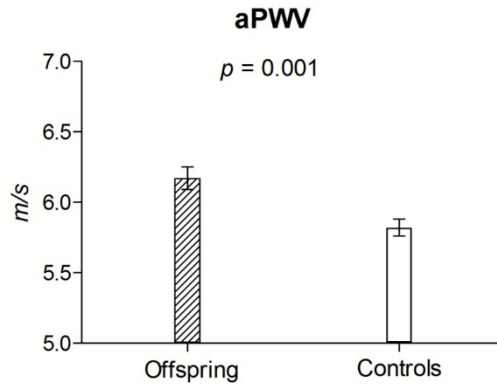 aPWV
p = 0.001
7.0
6.5
6.0
5.5
5.0
m/s
Offspring Controls